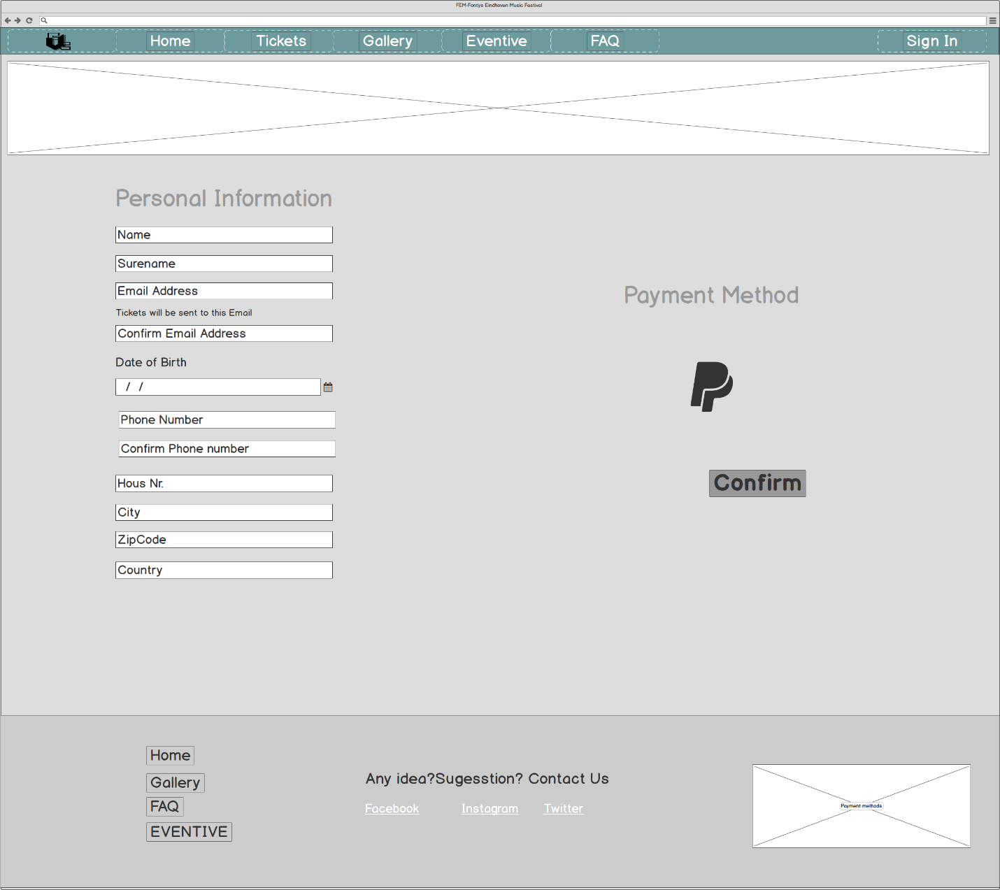 FEM-Fontys Eindhoven Music Festival
Home Tickets Gallery Eventive FAQ Sign In
Personal Information
Name
Surename
Email Address
Tickets will be sent to this Email
Confirm Email Address
Date of Birth
/ /
Phone Number
Confirm Phone number
Hous Nr.
City
ZipCode
Country
Payment Method
Confirm
Home
Gallery
FAQ
EVENTIVE
Any idea?Sugesstion? Contact Us
Facebook Instagram Twitter
Payment methods